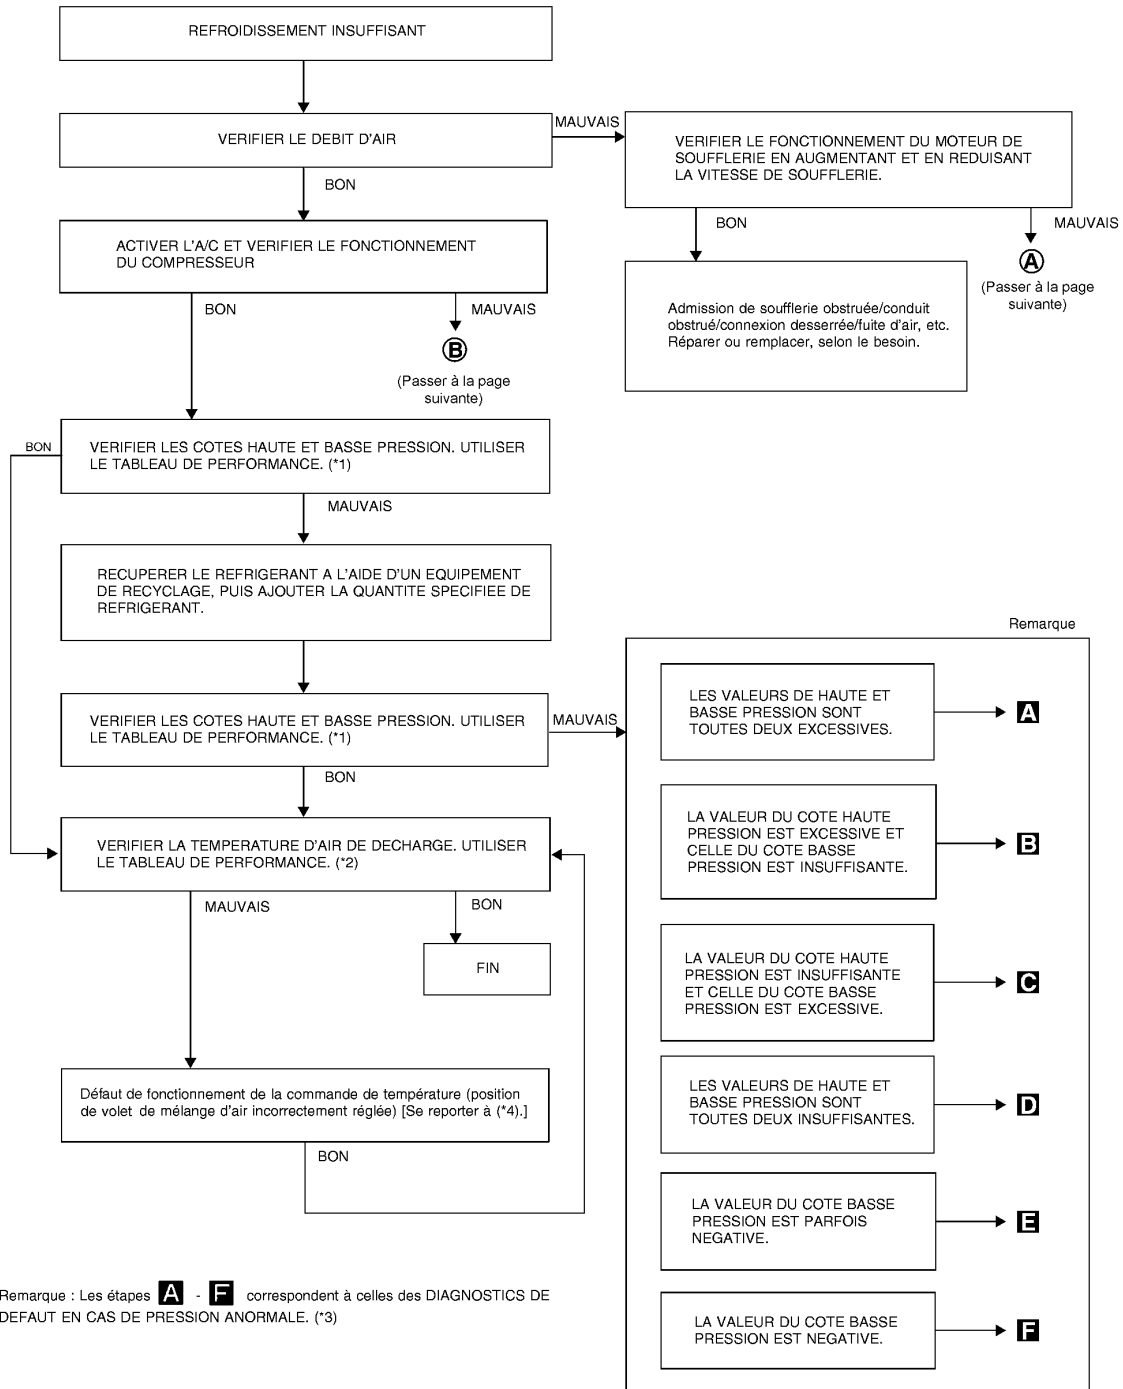 REFROIDISSEMENT INSUFFISANT
VERIFIER LE DEBIT D'AIR
MAUVAIS
VERIFIER LE FONCTIONNEMENT DU MOTEUR DE
SOUFFLERIE EN AUGMENTANT ET EN REDUISANT
LA VITESSE DE SOUFFLERIE.
BON
BON
MAUVAIS
ACTIVER L'A/C ET VERIFIER LE FONCTIONNEMENT
DU COMPRESSEUR
A
(Passer à la page
suivante)
Admission de soufflerie obstruée/conduit
obstrué/connexion desserrée/fuite d'air, etc.
Réparer ou remplacer, selon le besoin.
BON
MAUVAIS
B
(Passer à la page
suivante)
BON
VERIFIER LES COTES HAUTE ET BASSE PRESSION. UTILISER
LE TABLEAU DE PERFORMANCE. (*1)
MAUVAIS
RECUPERER LE REFRIGERANT A L'AIDE D'UN EQUIPEMENT
DE RECYCLAGE, PUIS AJOUTER LA QUANTITE SPECIFIEE DE
REFRIGERANT.
VERIFIER LES COTES HAUTE ET BASSE PRESSION. UTILISER
LE TABLEAU DE PERFORMANCE. (*1)
MAUVAIS
BON
VERIFIER LA TEMPERATURE D'AIR DE DECHARGE. UTILISER
LE TABLEAU DE PERFORMANCE. (*2)
MAUVAIS
BON
FIN
Défaut de fonctionnement de la commande de température (position
de volet de mélange d'air incorrectement réglée) [Se reporter à (*4).]
BON
Remarque
LES VALEURS DE HAUTE ET
BASSE PRESSION SONT
TOUTES DEUX EXCESSIVES.
A
LA VALEUR DU COTE HAUTE
PRESSION EST EXCESSIVE ET
CELLE DU COTE BASSE
PRESSION EST INSUFFISANTE.
B
LA VALEUR DU COTE HAUTE
PRESSION EST INSUFFISANTE
ET CELLE DU COTE BASSE
PRESSION EST EXCESSIVE.
C
LES VALEURS DE HAUTE ET
BASSE PRESSION SONT
TOUTES DEUX INSUFFISANTES.
D
LA VALEUR DU COTE BASSE
PRESSION EST PARFOIS
NEGATIVE.
E
LA VALEUR DU COTE BASSE
PRESSION EST NEGATIVE.
F
Remarque : Les étapes A - F correspondent à celles des DIAGNOSTICS DE
DEFAUT EN CAS DE PRESSION ANORMALE. (*3)